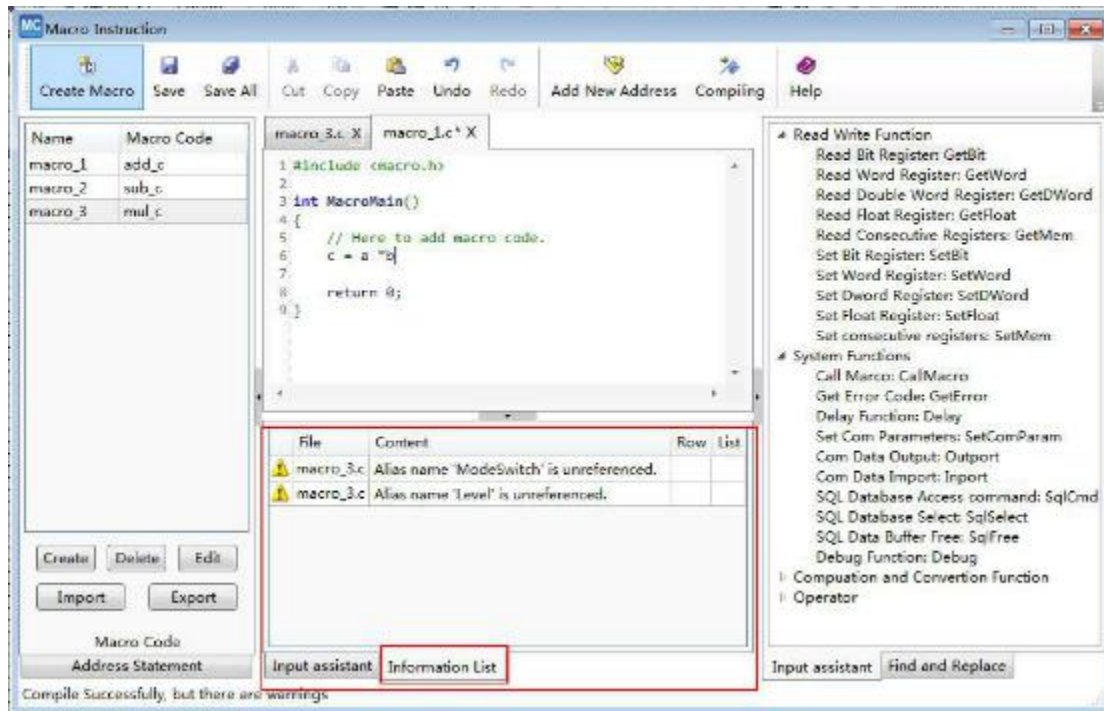 MC Macro Instruction
Create Macro Save Save All Cut Copy Paste Undo Redo Add New Address Compiling Help
Name Macro Code
macro_1 add_c
macro_2 sub_c
macro_3 mul_c
Create Delete Edit
Import Export
Macro Code
Address Statement
macro_3.c X macro_1.c* X
1 #include <macro.h>
2
3 int MacroMain()
4 {
5 // Here to add macro code.
6 c = a *b
7
8 return 0;
9 }
File Content Row List
macro_3.c Alias name 'ModeSwitch' is unreferenced.
macro_3.c Alias name 'Level' is unreferenced.
Input assistant Information List
Read Write Function
Read Bit Register: GetBit
Read Word Register: GetWord
Read Double Word Register: GetDWord
Read Float Register: GetFloat
Read Consecutive Registers: GetMem
Set Bit Register: SetBit
Set Word Register: SetWord
Set Dword Register: SetDWord
Set Float Register: SetFloat
Set consecutive registers: SetMem
System Functions
Call Marco: CallMacro
Get Error Code: GetError
Delay Function: Delay
Set Com Parameters: SetComParam
Com Data Output: Outport
Com Data Import: Inport
SQL Database Access command: SqlCmd
SQL Database Select: SqlSelect
SQL Data Buffer Free: SqlFree
Debug Function: Debug
Compuation and Convertion Function
Operator
Input assistant Find and Replace
Compile Successfully, but there are warnings